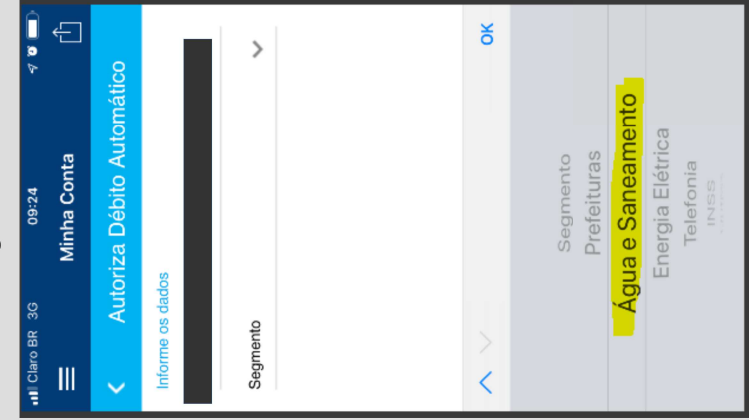 Claro BR 3G 09:24
Minha Conta
Autoriza Débito Automático
Informe os dados
Segmento
OK
Segmento
Prefeituras
Água e Saneamento
Energia Elétrica
Telefonia
INSS